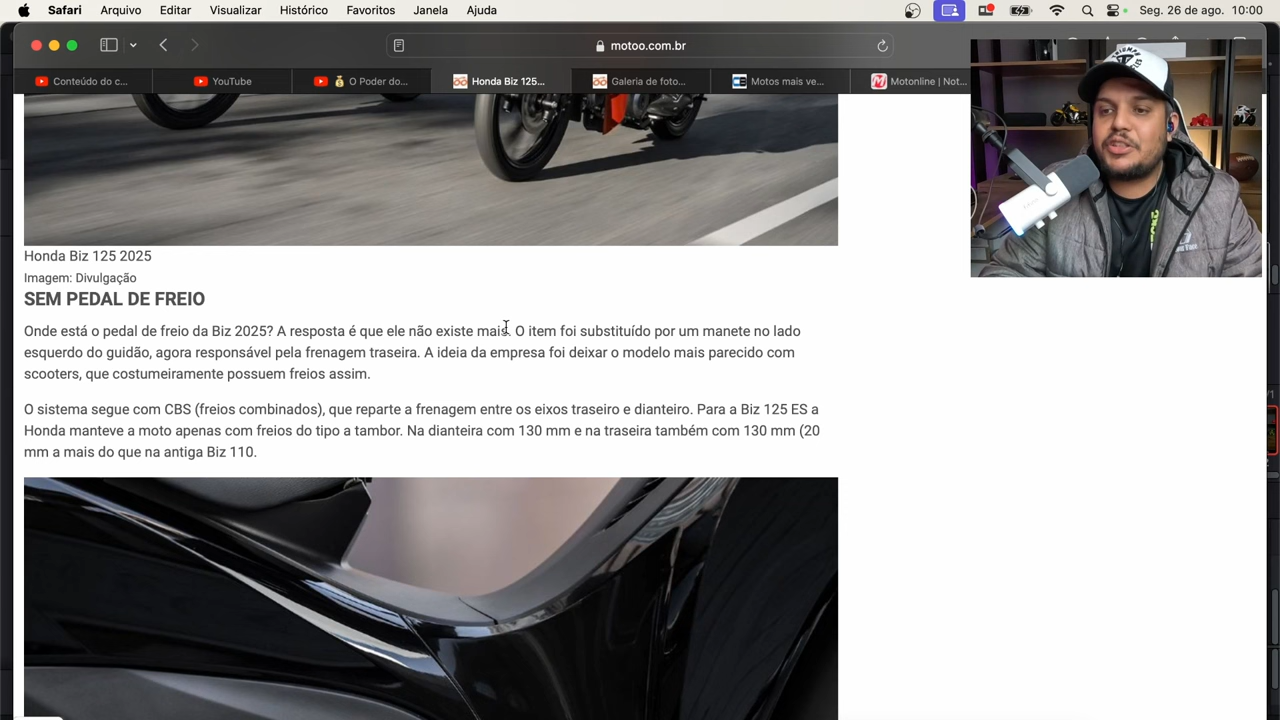 Safari Arquivo Editar Visualizar Histórico Favoritos Janela Ajuda Seg. 26 de ago. 10:00
motoo.com.br
Conteúdo do c... YouTube O Poder do... Honda Biz 125... Galeria de foto... Motos mais ve... Motonline | Not...
Honda Biz 125 2025
Imagem: Divulgação
SEM PEDAL DE FREIO
Onde está o pedal de freio da Biz 2025? A resposta é que ele não existe mais. O item foi substituído por um manete no lado
esquerdo do guidão, agora responsável pela frenagem traseira. A ideia da empresa foi deixar o modelo mais parecido com
scooters, que costumeiramente possuem freios assim.
O sistema segue com CBS (freios combinados), que reparte a frenagem entre os eixos traseiro e dianteiro. Para a Biz 125 ES a
Honda manteve a moto apenas com freios do tipo a tambor. Na dianteira com 130 mm e na traseira também com 130 mm (20
mm a mais do que na antiga Biz 110.